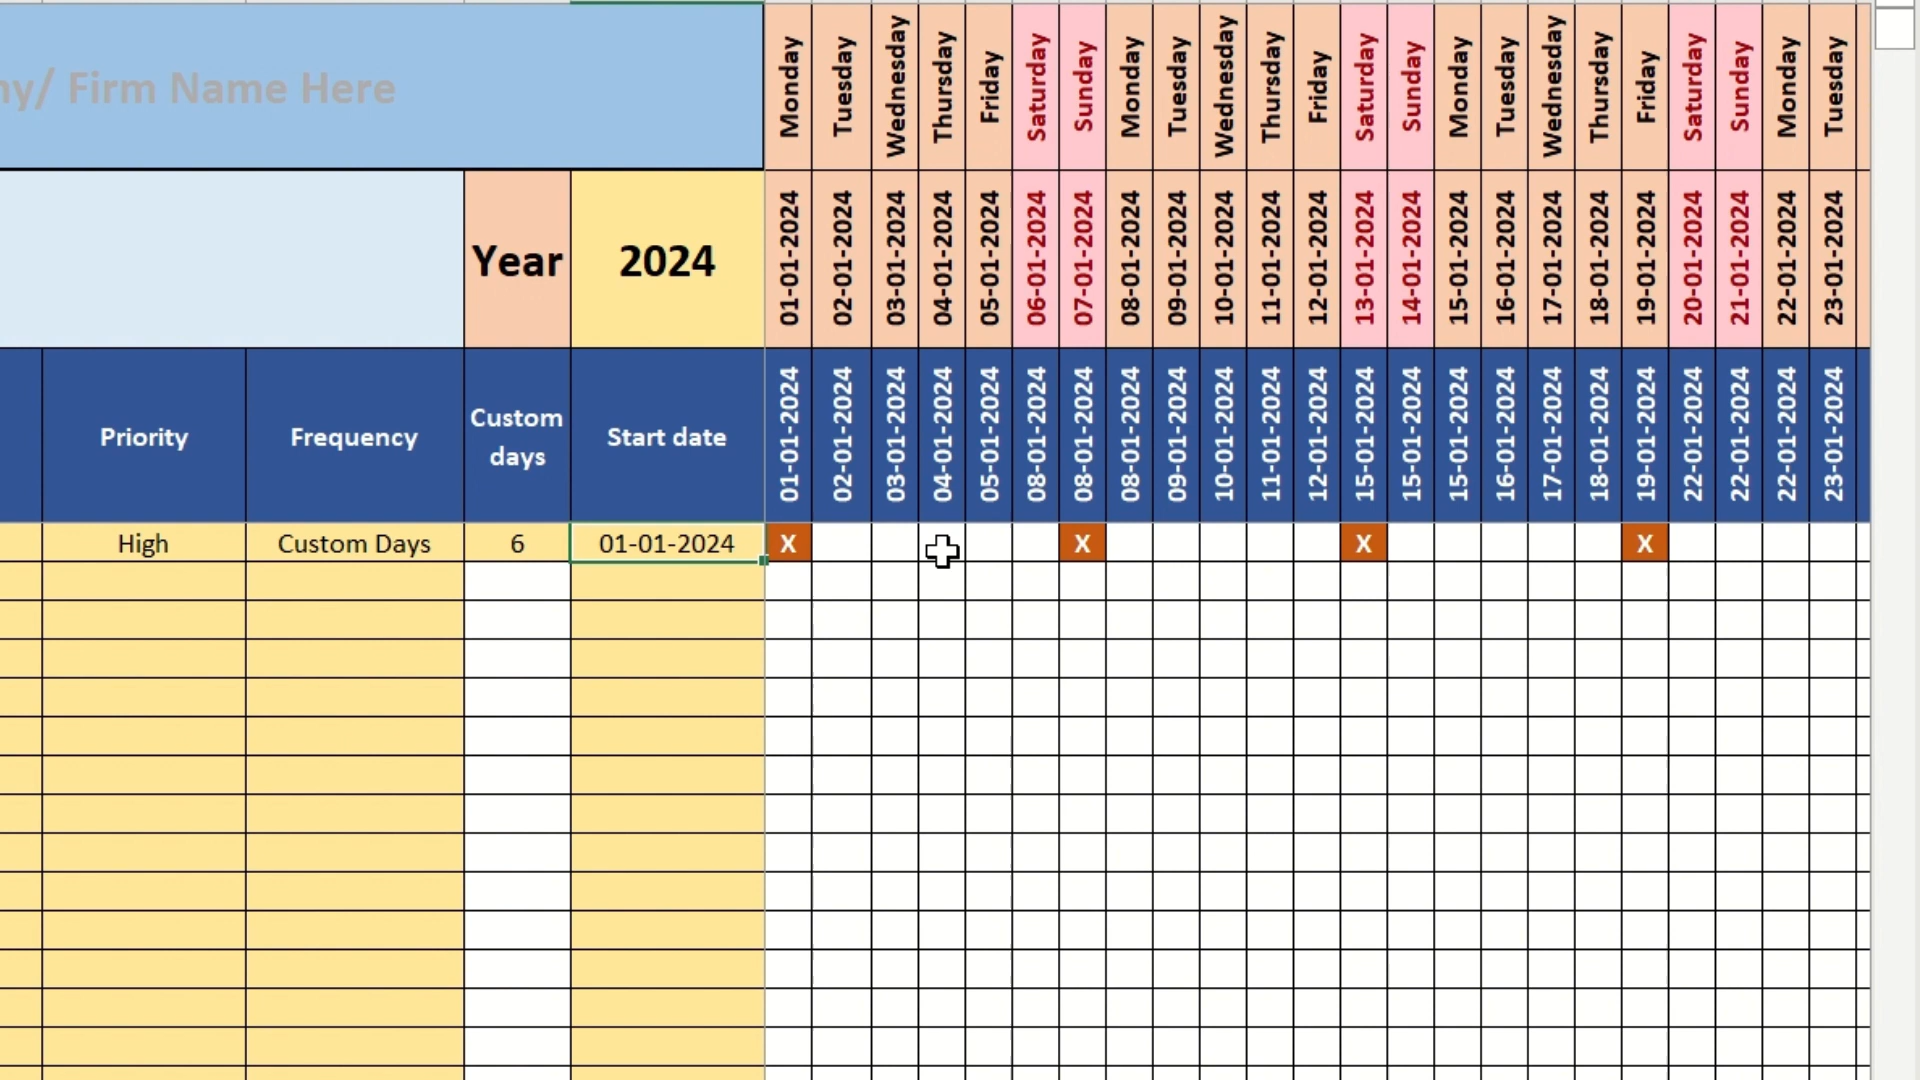 ny/ Firm Name Here
Monday Tuesday Wednesday Thursday Friday Saturday Sunday Monday Tuesday Wednesday Thursday Friday Saturday Sunday Monday Tuesday Wednesday Thursday Friday Saturday Sunday Monday Tuesday
Year 2024 01-01-2024 02-01-2024 03-01-2024 04-01-2024 05-01-2024 06-01-2024 07-01-2024 08-01-2024 09-01-2024 10-01-2024 11-01-2024 12-01-2024 13-01-2024 14-01-2024 15-01-2024 16-01-2024 17-01-2024 18-01-2024 19-01-2024 20-01-2024 21-01-2024 22-01-2024 23-01-2024
Priority Frequency Custom days Start date 01-01-2024 02-01-2024 03-01-2024 04-01-2024 05-01-2024 08-01-2024 08-01-2024 08-01-2024 09-01-2024 10-01-2024 11-01-2024 12-01-2024 15-01-2024 15-01-2024 15-01-2024 16-01-2024 17-01-2024 18-01-2024 19-01-2024 22-01-2024 22-01-2024 22-01-2024 23-01-2024
High Custom Days 6 01-01-2024 X X X X